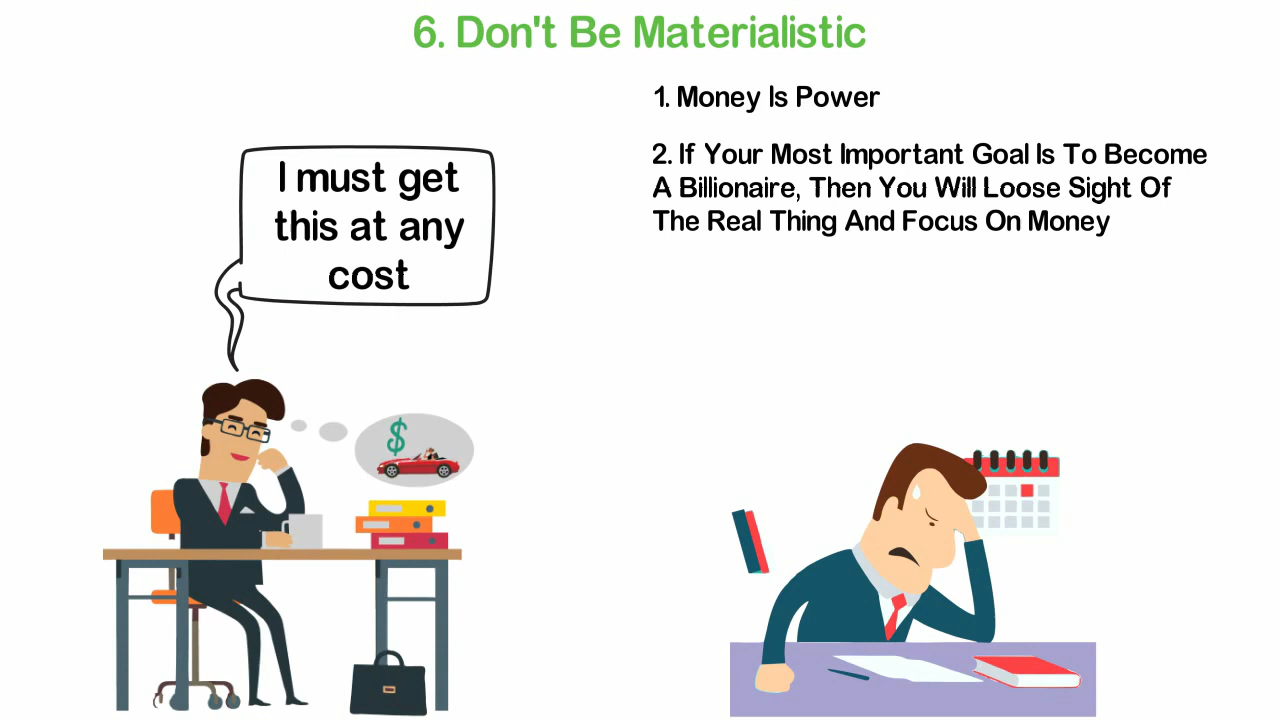 6. Don't Be Materialistic
1. Money Is Power
2. If Your Most Important Goal Is To Become
A Billionaire, Then You Will Loose Sight Of
The Real Thing And Focus On Money
I must get
this at any
cost
$